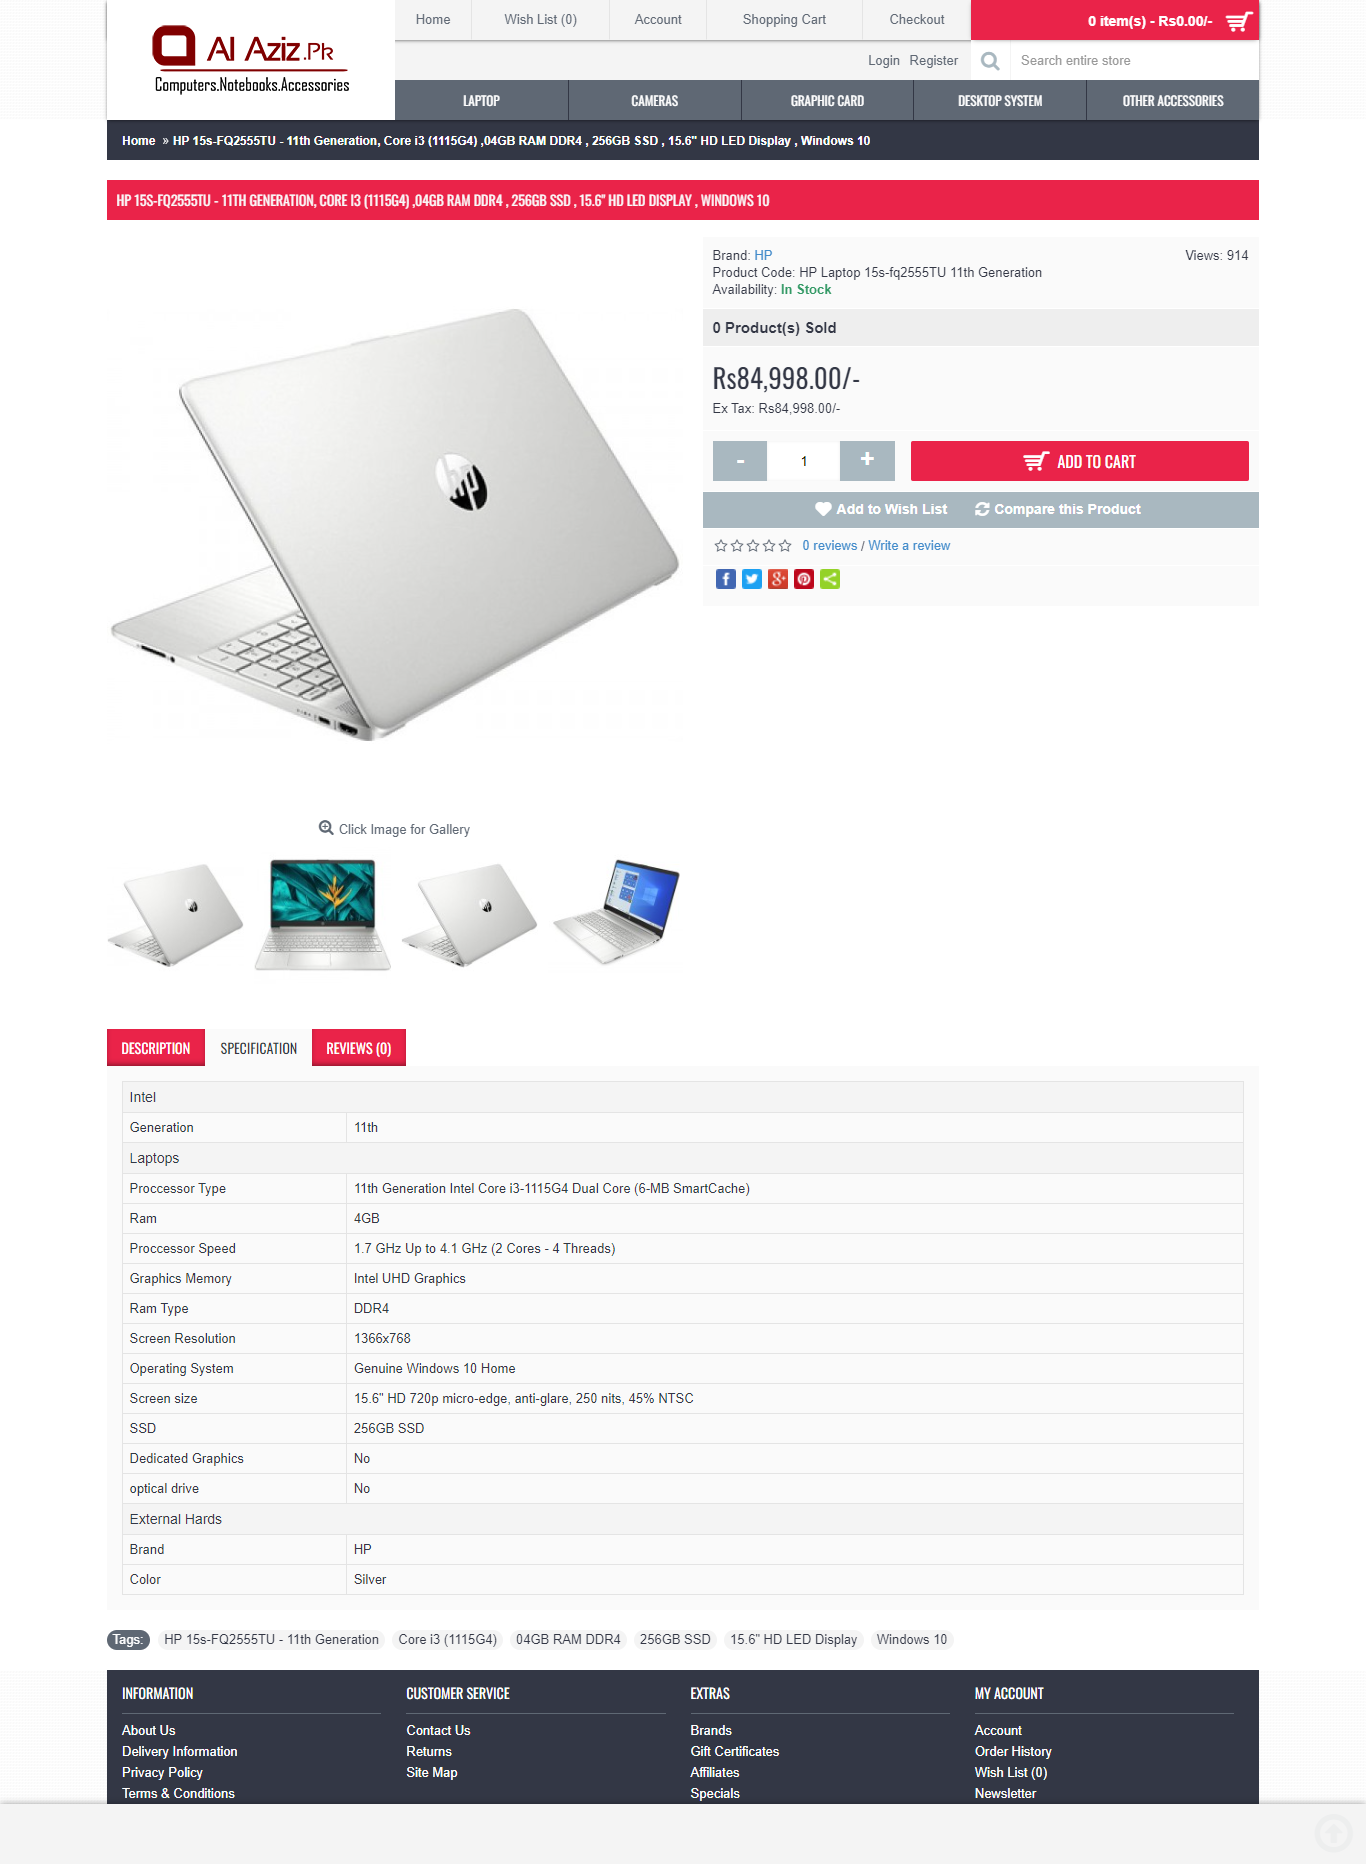 Al Aziz.Pk
Computers.Notebooks.Accessories
Home
Wish List (0)
Account
Shopping Cart
Checkout
0 item(s) - Rs0.00/-
Login Register
Search entire store
LAPTOP
CAMERAS
GRAPHIC CARD
DESKTOP SYSTEM
OTHER ACCESSORIES
Home » HP 15s-FQ2555TU - 11th Generation, Core i3 (1115G4) ,04GB RAM DDR4 , 256GB SSD , 15.6" HD LED Display , Windows 10
HP 15S-FQ2555TU - 11TH GENERATION, CORE I3 (1115G4) ,04GB RAM DDR4 , 256GB SSD , 15.6" HD LED DISPLAY , WINDOWS 10
hp
Brand: HP
Views: 914
Product Code: HP Laptop 15s-fq2555TU 11th Generation
Availability: In Stock
0 Product(s) Sold
Rs84,998.00/-
Ex Tax: Rs84,998.00/-
- 1 +
ADD TO CART
Add to Wish List
Compare this Product
0 reviews / Write a review
Click Image for Gallery
DESCRIPTION
SPECIFICATION
REVIEWS (0)
Intel
Generation 11th
Laptops
Proccessor Type 11th Generation Intel Core i3-1115G4 Dual Core (6-MB SmartCache)
Ram 4GB
Proccessor Speed 1.7 GHz Up to 4.1 GHz (2 Cores - 4 Threads)
Graphics Memory Intel UHD Graphics
Ram Type DDR4
Screen Resolution 1366x768
Operating System Genuine Windows 10 Home
Screen size 15.6" HD 720p micro-edge, anti-glare, 250 nits, 45% NTSC
SSD 256GB SSD
Dedicated Graphics No
optical drive No
External Hards
Brand HP
Color Silver
Tags: HP 15s-FQ2555TU - 11th Generation Core i3 (1115G4) 04GB RAM DDR4 256GB SSD 15.6" HD LED Display Windows 10
INFORMATION
About Us
Delivery Information
Privacy Policy
Terms & Conditions
CUSTOMER SERVICE
Contact Us
Returns
Site Map
EXTRAS
Brands
Gift Certificates
Affiliates
Specials
MY ACCOUNT
Account
Order History
Wish List (0)
Newsletter